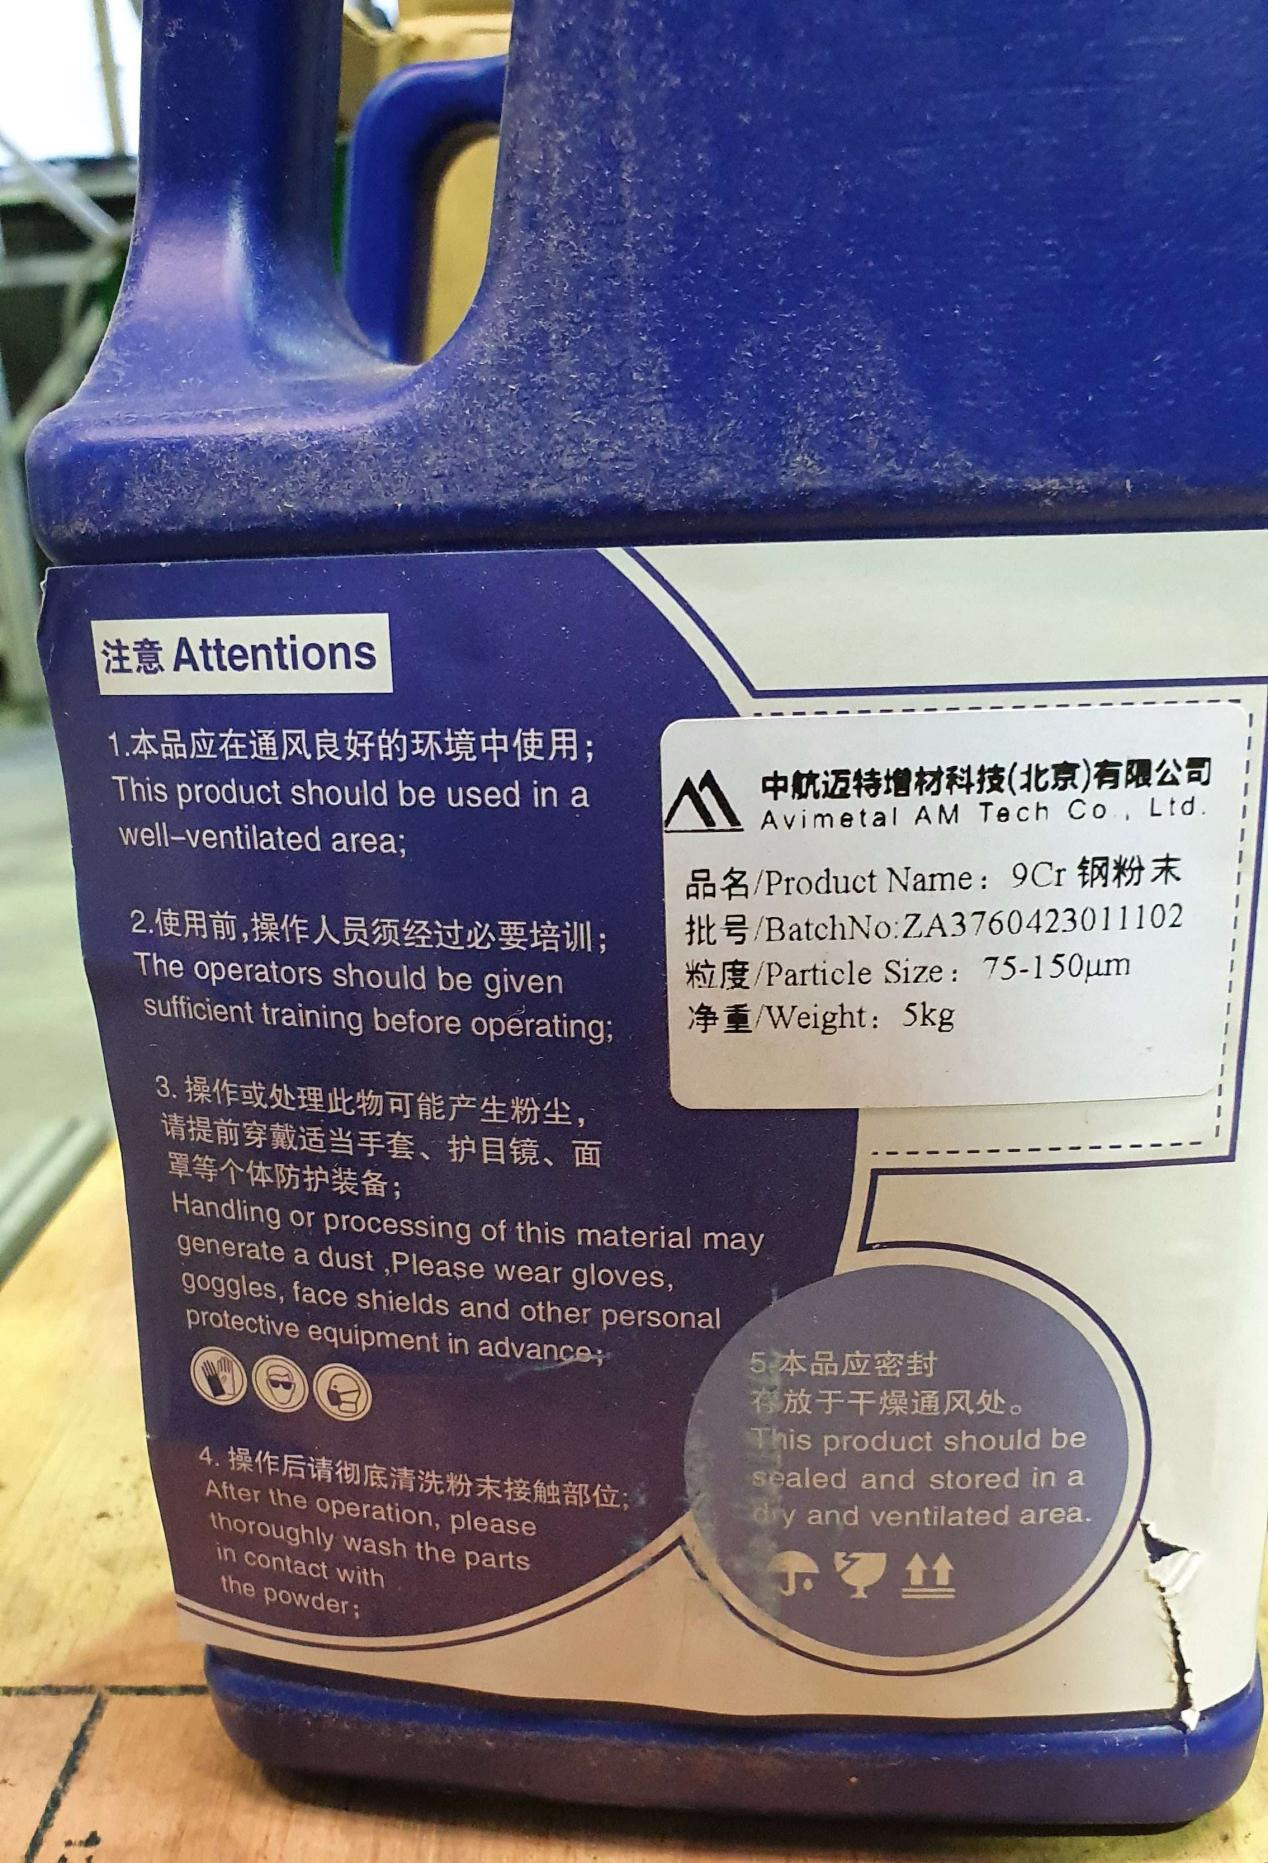 注意 Attentions
1.本品应在通风良好的环境中使用；
This product should be used in a
well–ventilated area;
2.使用前,操作人员须经过必要培训；
The operators should be given
sufficient training before operating;
3. 操作或处理此物可能产生粉尘，
请提前穿戴适当手套、护目镜、面
罩等个体防护装备；
Handling or processing of this material may
generate a dust ,Please wear gloves,
goggles, face shields and other personal
protective equipment in advance;
4. 操作后请彻底清洗粉末接触部位;
After the operation, please
thoroughly wash the parts
in contact with
the powder;
中航迈特增材科技(北京)有限公司
Avimetal AM Tech Co., Ltd.
品名/Product Name：9Cr 钢粉末
批号/BatchNo:ZA3760423011102
粒度/Particle Size：75-150μm
净重/Weight：5kg
5.本品应密封
存放于干燥通风处。
This product should be
sealed and stored in a
dry and ventilated area.